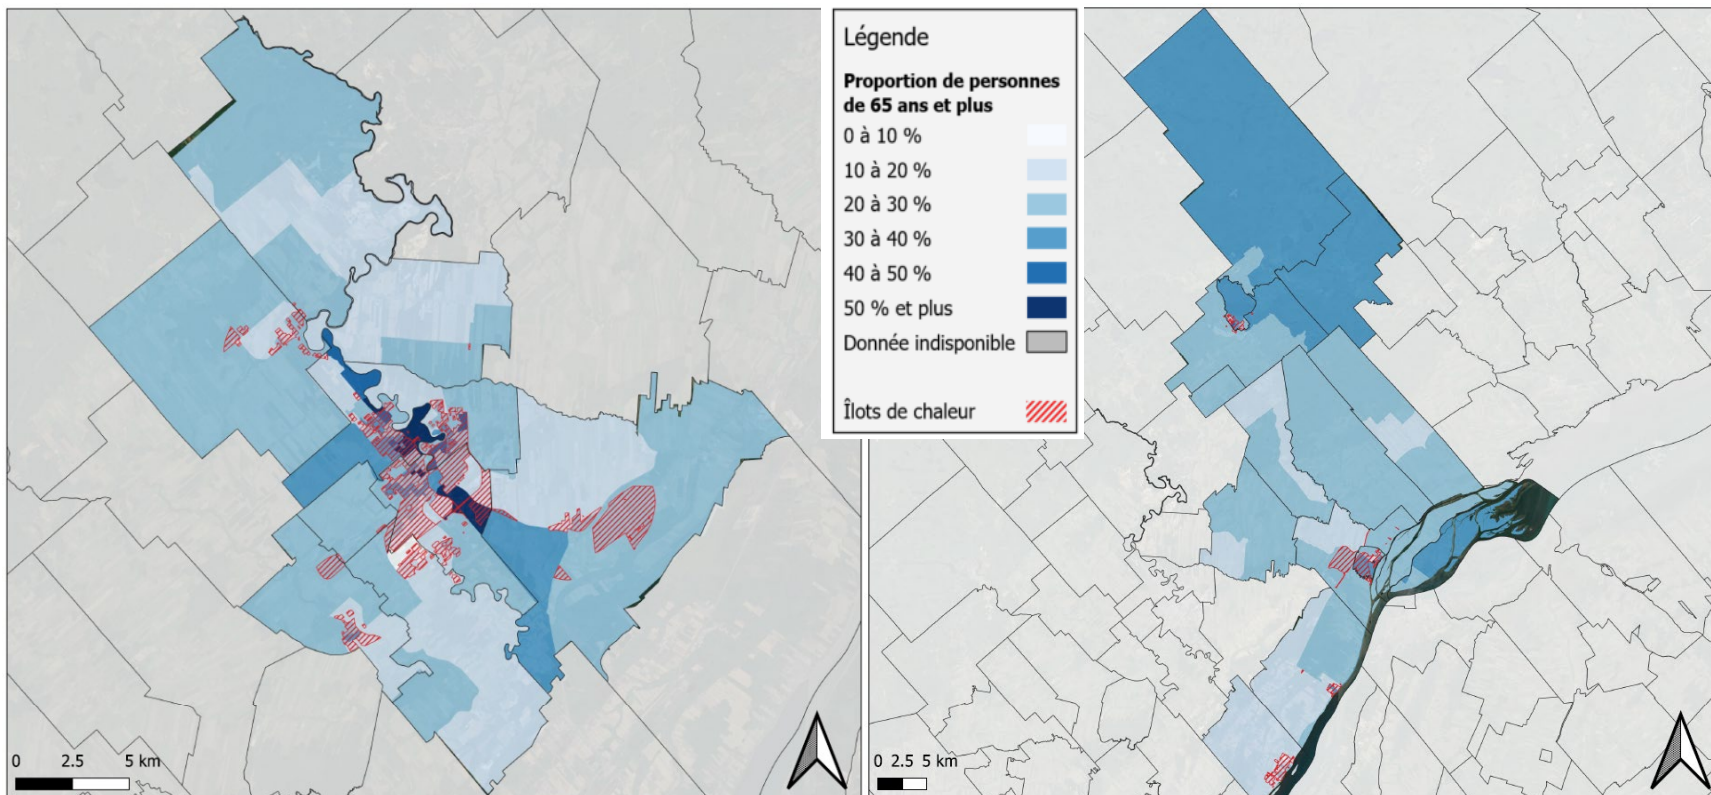 Légende
Proportion de personnes
de 65 ans et plus
0 à 10 %
10 à 20 %
20 à 30 %
30 à 40 %
40 à 50 %
50 % et plus
Donnée indisponible
Îlots de chaleur
0 2.5 5 km
0 2.5 5 km